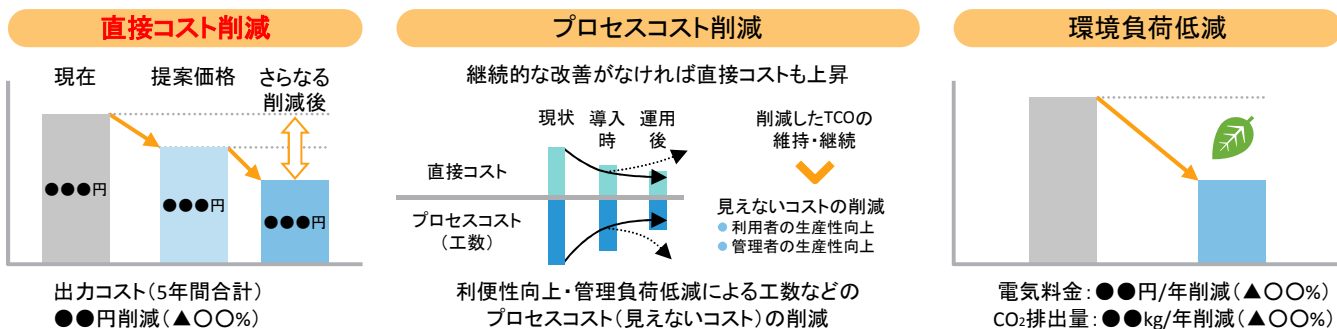 直接コスト削減
現在
提案価格
さらなる
削減後
●●●円
●●●円
●●●円
出力コスト(5年間合計)
●●円削減(▲〇〇%)
プロセスコスト削減
継続的な改善がなければ直接コストも上昇
現状
導入
時
運用
後
直接コスト
プロセスコスト
(工数)
削減したTCOの
維持・継続
見えないコストの削減
● 利用者の生産性向上
● 管理者の生産性向上
利便性向上・管理負荷低減による工数などの
プロセスコスト(見えないコスト)の削減
環境負荷低減
電気料金:●●円/年削減(▲〇〇%)
CO₂排出量:●●kg/年削減(▲〇〇%)